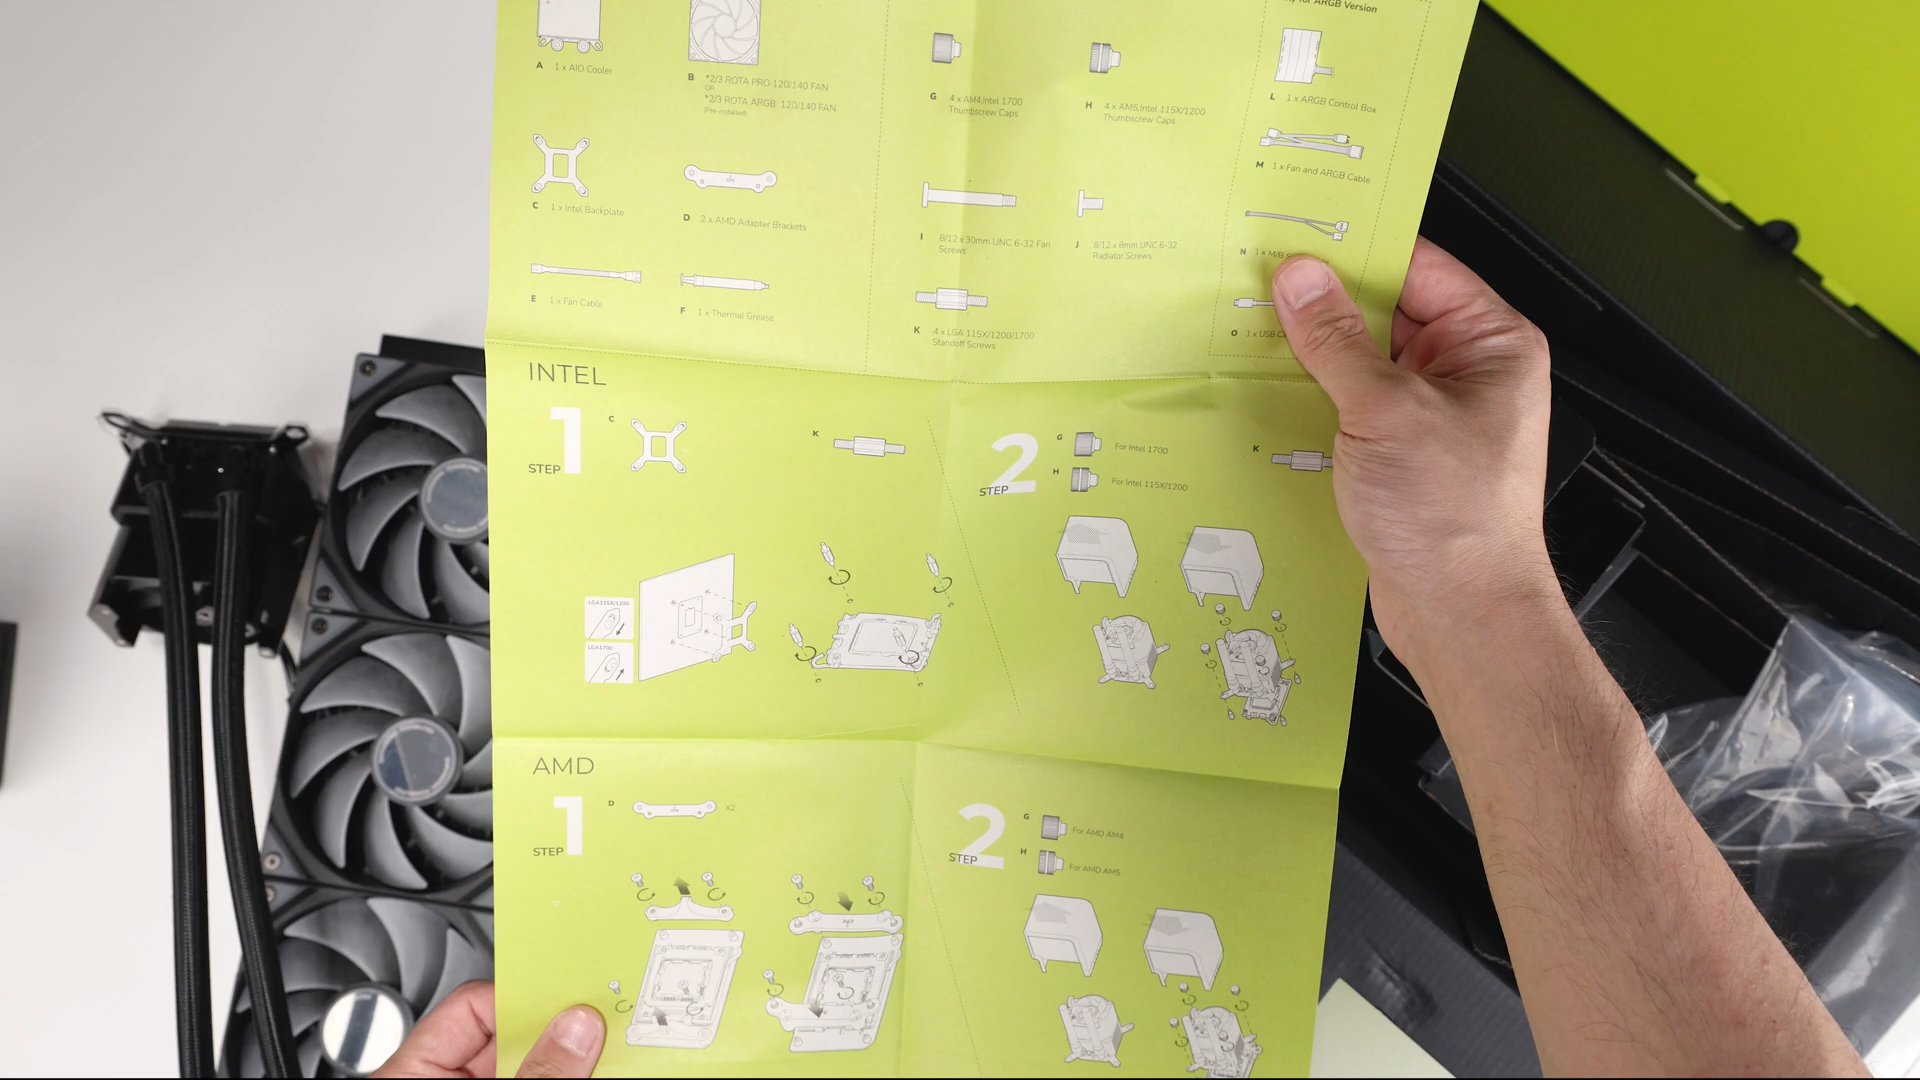 ly for ARGB Version
A 1 x AIO Cooler
B *2/3 ROTA PRO 120/140 FAN
OR
*2/3 ROTA ARGB 120/140 FAN
(Pre-installed)
G 4 x AM4,Intel 1700
Thumbscrew Caps
H 4 x AM5,Intel 115X/1200
Thumbscrew Caps
L 1 x ARGB Control Box
C 1 x Intel Backplate
D 2 x AMD Adapter Brackets
I 8/12 x 30mm UNC 6-32 Fan
Screws
J 8/12 x 8mm UNC 6-32
Radiator Screws
M 1 x Fan and ARGB Cable
N 1 x M/B
E 1 x Fan Cable
F 1 x Thermal Grease
K 4 x LGA 115X/1200/1700
Standoff Screws
O 1 x USB
INTEL
STEP 1
C
K
LGA115X/1200
LGA1700
STEP 2
G For Intel 1700
H For Intel 115X/1200
K
AMD
STEP 1
D X2
STEP 2
G For AMD AM4
H For AMD AM5